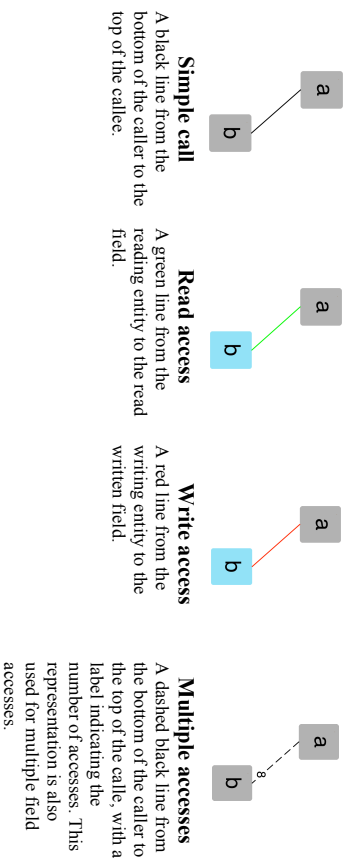 a
b
Simple call
A black line from the
bottom of the caller to the
top of the callee.
a
b
Read access
A green line from the
reading entity to the read
field.
a
b
Write access
A red line from the
writing entity to the
written field.
a
8
b
Multiple accesses
A dashed black line from
the bottom of the caller to
the top of the calle, with a
label indicating the
number of accesses. This
representation is also
used for multiple field
accesses.